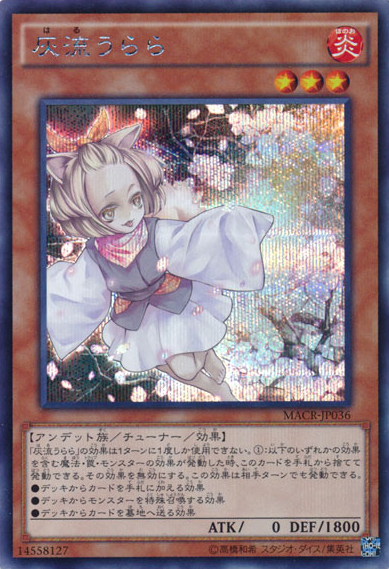 灰流うらら
はる
炎
ほのお
MACR-JP036
【アンデット族／チューナー／効果】
「灰流うらら」の効果は1ターンに1度しか使用できない。①：以下のいずれかの効果
を含む魔法・罠・モンスターの効果が発動した時、このカードを手札から捨てて
発動できる。その効果を無効にする。この効果は相手ターンでも発動できる。
●デッキからカードを手札に加える効果
●デッキからモンスターを特殊召喚する効果
●デッキからカードを墓地へ送る効果
ATK/ 0 DEF/1800
14558127
©高橋和希 スタジオ・ダイス/集英社